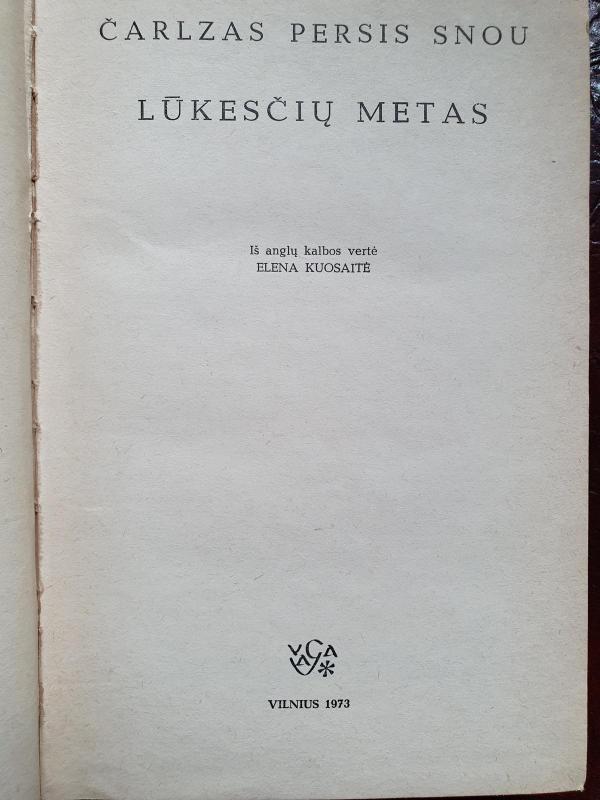 ČARLZAS PERSIS SNOU
LŪKESČIŲ METAS
Iš anglų kalbos vertė
ELENA KUOSAITĖ
VAGA
VILNIUS 1973